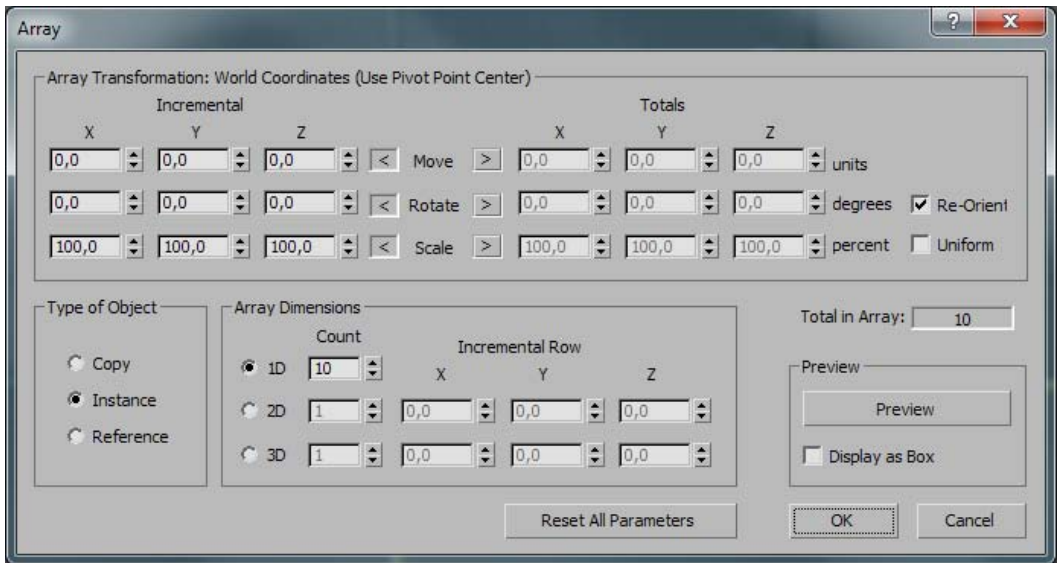 Array
?
Array Transformation: World Coordinates (Use Pivot Point Center)
Incremental Totals
X Y Z X Y Z
0,0 0,0 0,0 < Move > 0,0 0,0 0,0 units
0,0 0,0 0,0 < Rotate > 0,0 0,0 0,0 degrees Re-Orient
100,0 100,0 100,0 < Scale > 100,0 100,0 100,0 percent Uniform
Type of Object
Copy
Instance
Reference
Array Dimensions
Count
Incremental Row
1D 10 X Y Z
2D 1 0,0 0,0 0,0
3D 1 0,0 0,0 0,0
Total in Array: 10
Preview
Preview
Display as Box
Reset All Parameters OK Cancel